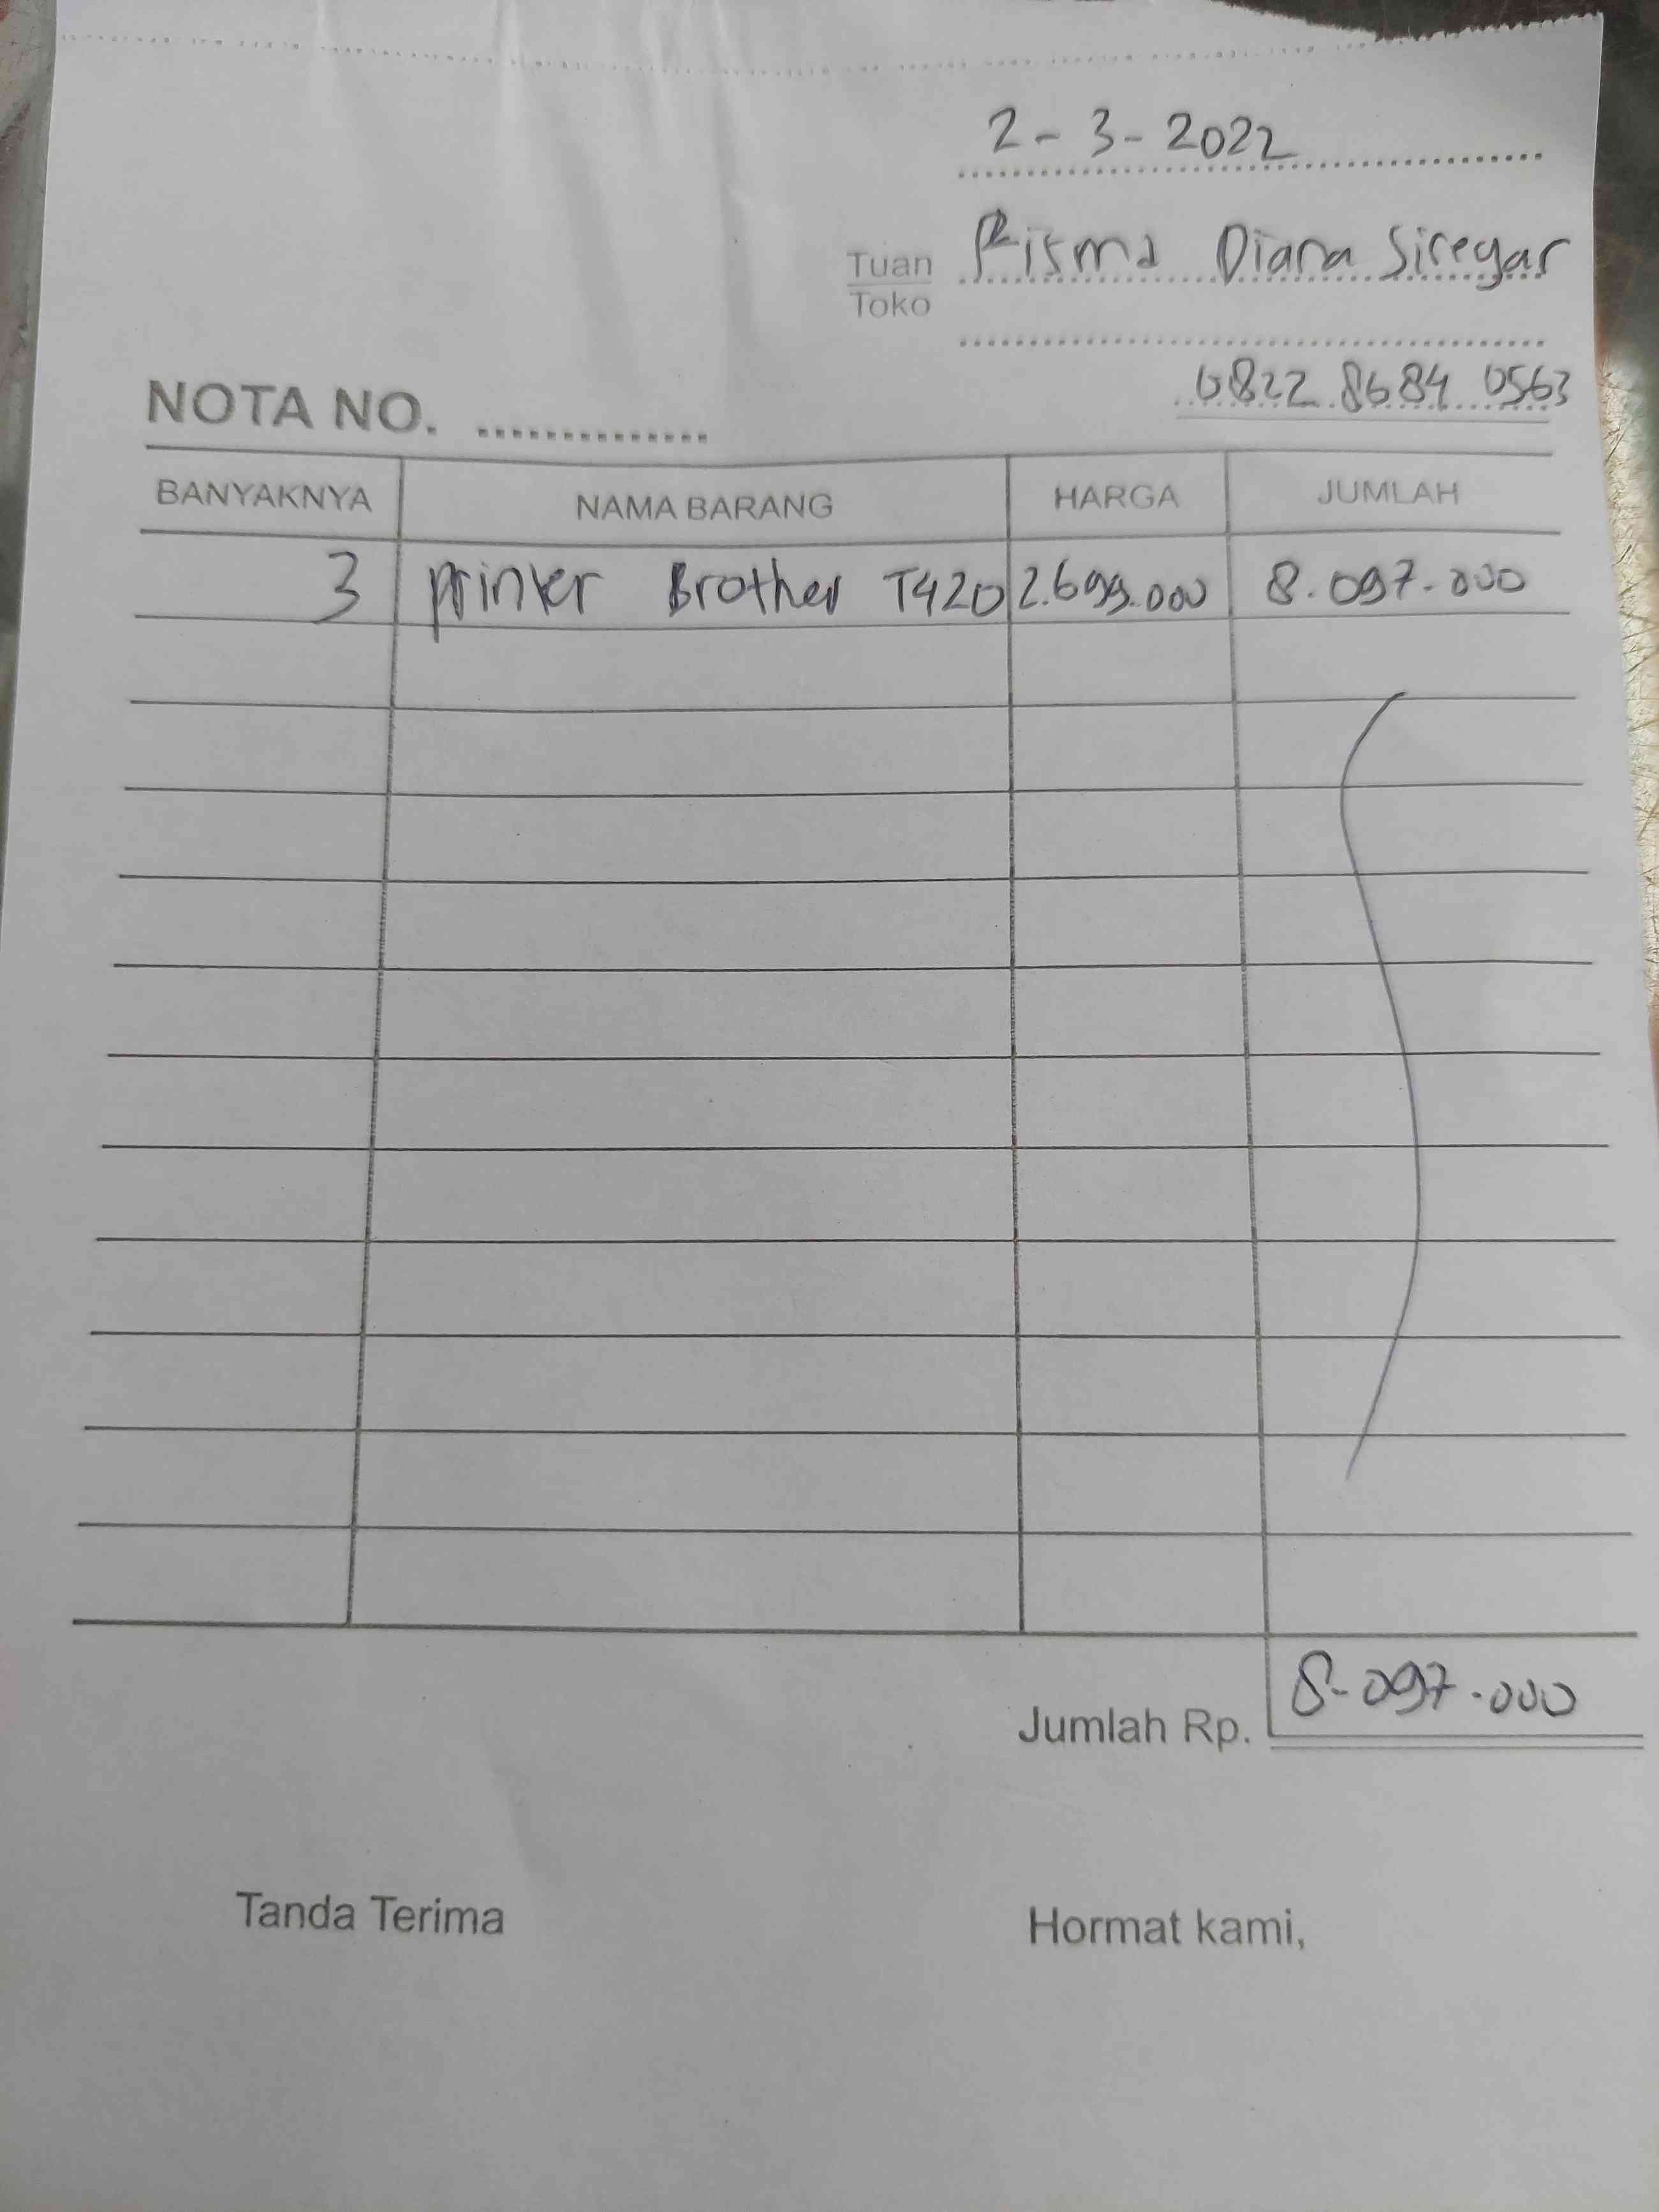 2 - 3 - 2022
Tuan Risma Diana Siregar
Toko
0822 8684 0563
NOTA NO. ..............
BANYAKNYA NAMA BARANG HARGA JUMLAH
3 Printer Brother T420 2.699.000 8.097.000
Jumlah Rp. 8.097.000
Tanda Terima Hormat kami,